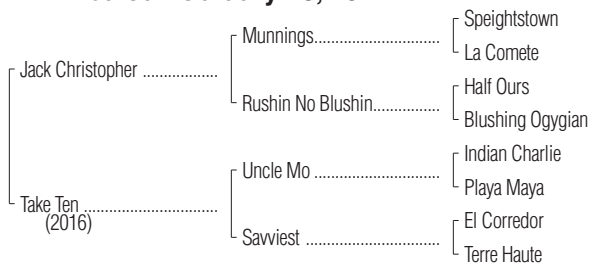 Speightstown
Munnings
La Comete
Jack Christopher
Half Ours
Rushin No Blushin
Blushing Ogygian
Indian Charlie
Uncle Mo
Playa Maya
Take Ten
(2016)
El Corredor
Savviest
Terre Haute